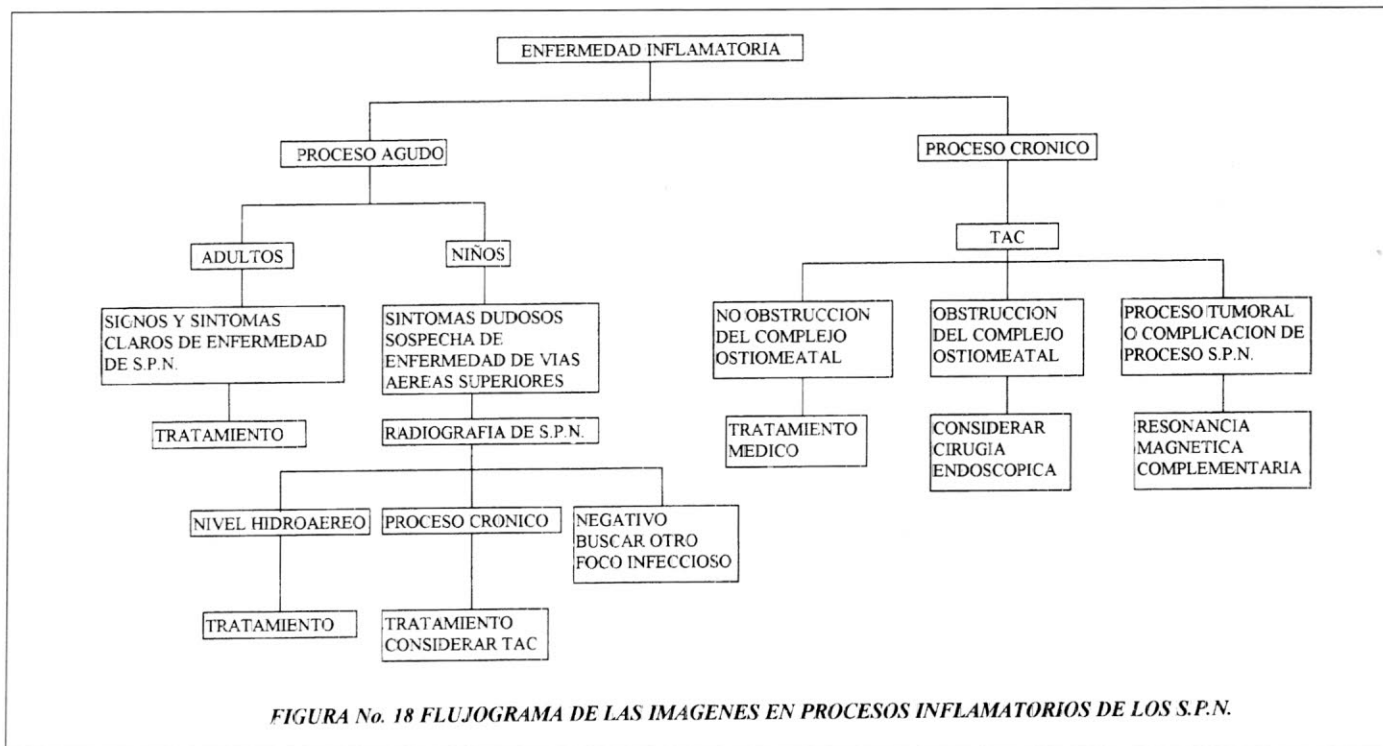 ENFERMEDAD INFLAMATORIA
PROCESO AGUDO
PROCESO CRONICO
ADULTOS
NIÑOS
TAC
SIGNOS Y SINTOMAS
CLAROS DE ENFERMEDAD
DE S.P.N.
SINTOMAS DUDOSOS
SOSPECHA DE
ENFERMEDAD DE VIAS
AEREAS SUPERIORES
NO OBSTRUCCION
DEL COMPLEJO
OSTIOMEATAL
OBSTRUCCION
DEL COMPLEJO
OSTIOMEATAL
PROCESO TUMORAL
O COMPLICACION DE
PROCESO S.P.N.
TRATAMIENTO
RADIOGRAFIA DE S.P.N.
TRATAMIENTO
MEDICO
CONSIDERAR
CIRUGIA
ENDOSCOPICA
RESONANCIA
MAGNETICA
COMPLEMENTARIA
NIVEL HIDROAEREO
PROCESO CRONICO
NEGATIVO
BUSCAR OTRO
FOCO INFECCIOSO
TRATAMIENTO
TRATAMIENTO
CONSIDERAR TAC
FIGURA No. 18 FLUJOGRAMA DE LAS IMAGENES EN PROCESOS INFLAMATORIOS DE LOS S.P.N.